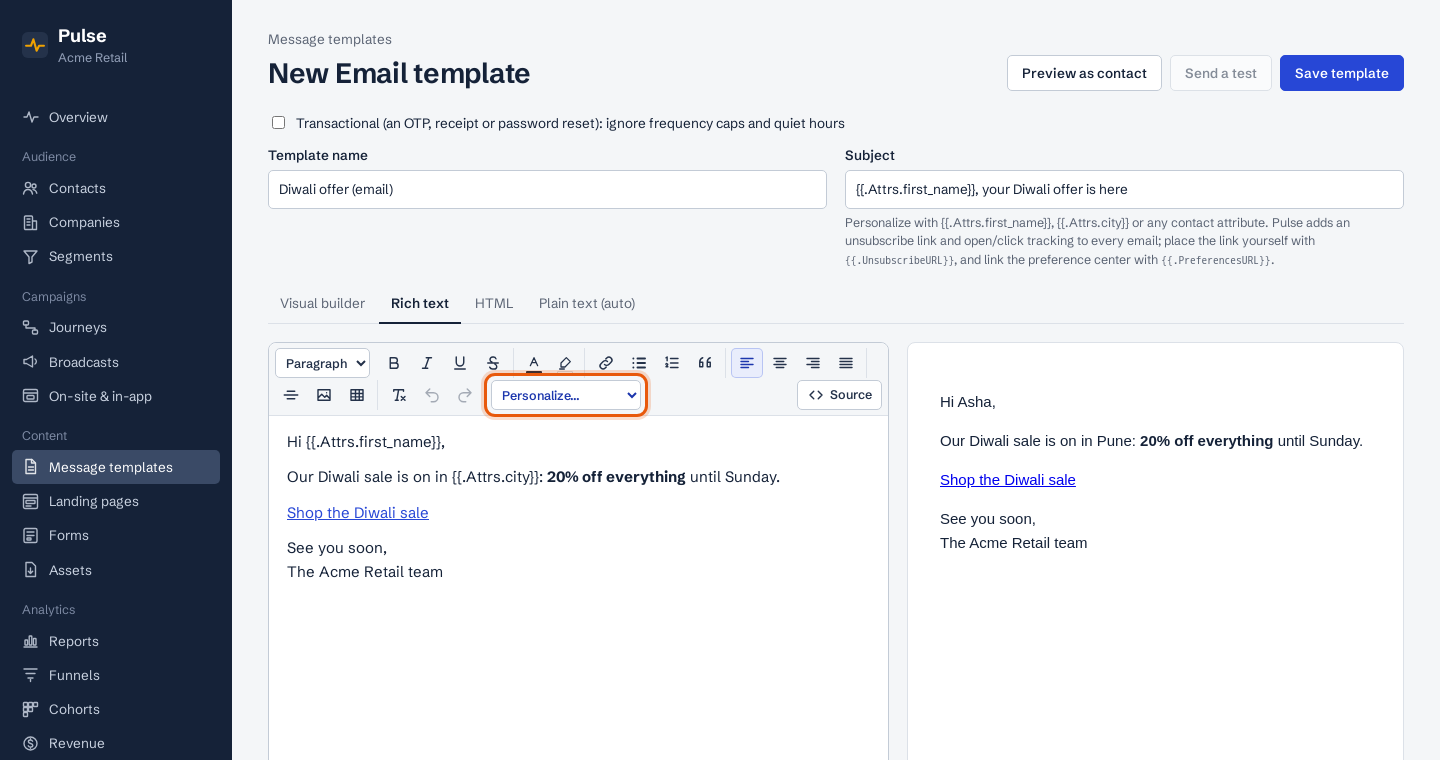 Pulse
Acme Retail
Overview
Audience
Contacts
Companies
Segments
Campaigns
Journeys
Broadcasts
On-site & in-app
Content
Message templates
Landing pages
Forms
Assets
Analytics
Reports
Funnels
Cohorts
Revenue
Message templates
New Email template
Preview as contact
Send a test
Save template
Transactional (an OTP, receipt or password reset): ignore frequency caps and quiet hours
Template name
Diwali offer (email)
Subject
{{.Attrs.first_name}}, your Diwali offer is here
Personalize with {{.Attrs.first_name}}, {{.Attrs.city}} or any contact attribute. Pulse adds an
unsubscribe link and open/click tracking to every email; place the link yourself with
{{.UnsubscribeURL}}, and link the preference center with {{.PreferencesURL}}.
Visual builder
Rich text
HTML
Plain text (auto)
Paragraph
Personalize...
Source
Hi {{.Attrs.first_name}},
Our Diwali sale is on in {{.Attrs.city}}: 20% off everything until Sunday.
Shop the Diwali sale
See you soon,
The Acme Retail team
Hi Asha,
Our Diwali sale is on in Pune: 20% off everything until Sunday.
Shop the Diwali sale
See you soon,
The Acme Retail team